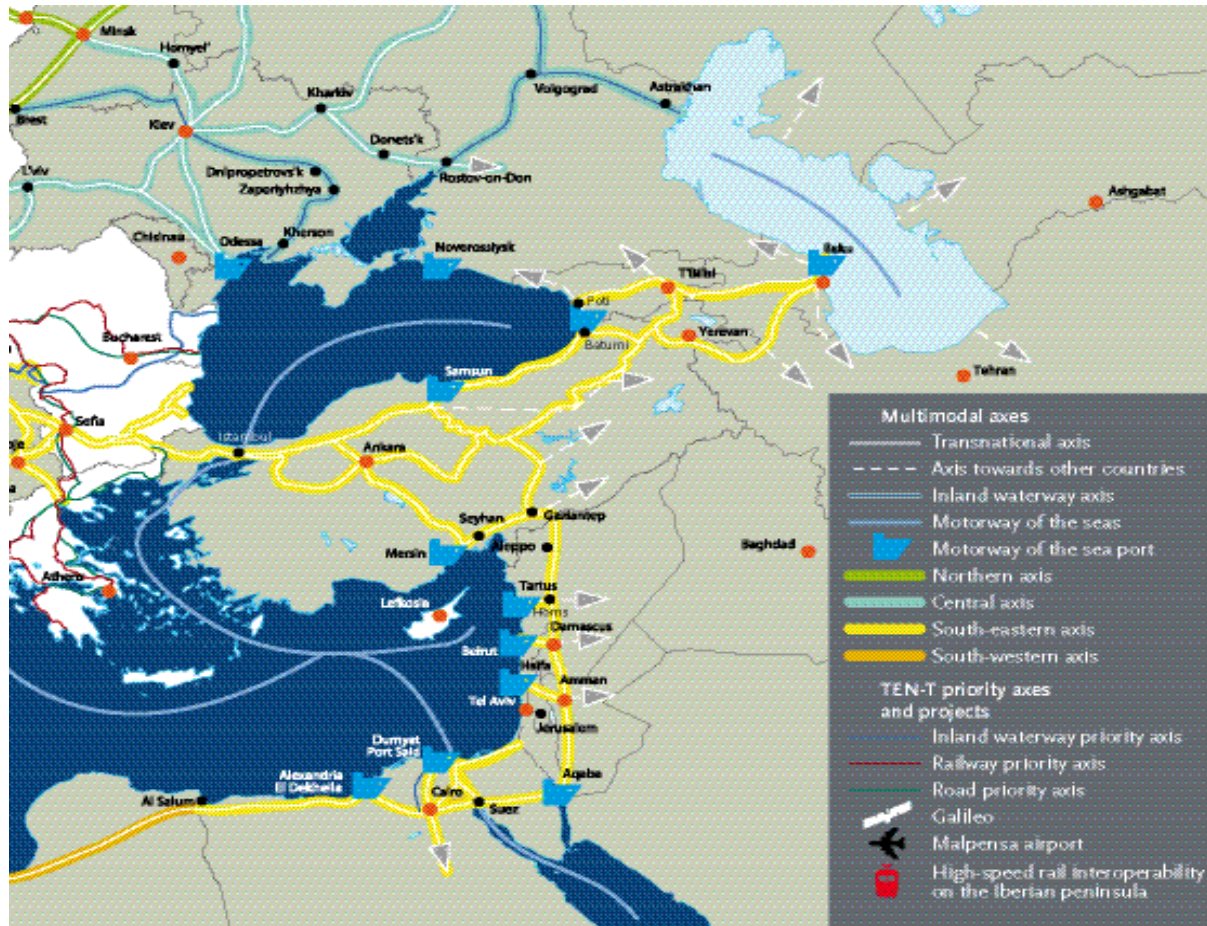 Minsk
Homyel'
Brest
Kiev
Kharkiv
Volgograd
Astrakhan
Donets'k
L'viv
Dnipropetrovs'k
Zaporiyhzhya
Rostov-on-Don
Ashgabat
Chisinau
Odessa
Kherson
Novorossiysk
Baku
T'bilisi
Poti
Bucharest
Batumi
Yerevan
Samsun
Tehran
Sofia
Istambul
Ankara
Seyhan
Gaziantep
Mersin
Aleppo
Baghdad
Athens
Tartus
Lefkosia
Homs
Damascus
Beirut
Haifa
Amman
Tel Aviv
Jerusalem
Dumyat
Port Said
Alexandria
El Dekheila
Aqaba
Al Salum
Cairo
Suez
Multimodal axes
Transnational axis
Axis towards other countries
Inland waterway axis
Motorway of the seas
Motorway of the sea port
Northern axis
Central axis
South-eastern axis
South-western axis
TEN-T priority axes
and projects
Inland waterway priority axis
Railway priority axis
Road priority axis
Galileo
Malpensa airport
High-speed rail interoperability
on the Iberian peninsula